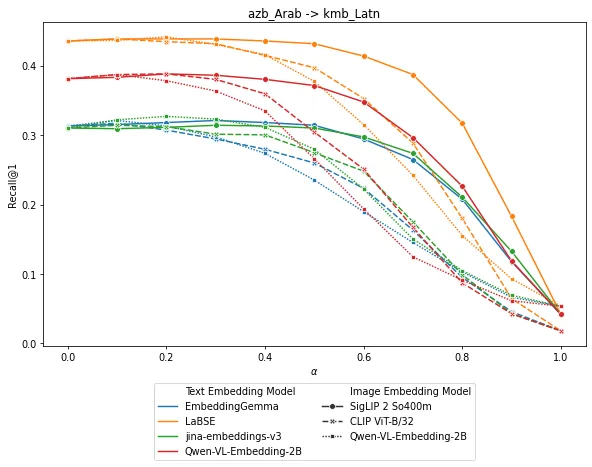 azb_Arab -> kmb_Latn
Recall@1
0.4
0.3
0.2
0.1
0.0
0.0 0.2 0.4 0.6 0.8 1.0
α
Text Embedding Model
EmbeddingGemma
LaBSE
jina-embeddings-v3
Qwen-VL-Embedding-2B
Image Embedding Model
SigLIP 2 So400m
CLIP ViT-B/32
Qwen-VL-Embedding-2B